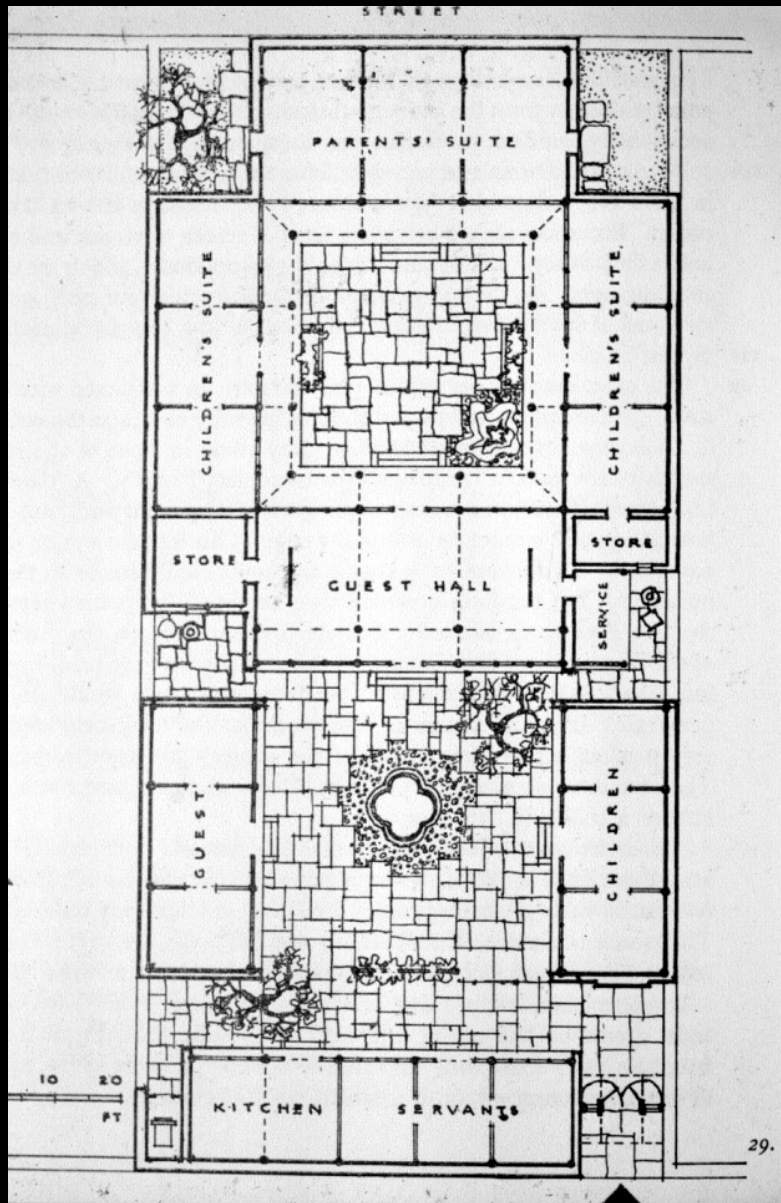 STREET
PARENTS' SUITE
CHILDREN'S SUITE
CHILDREN'S SUITE
STORE
STORE
GUEST HALL
SERVICE
GUEST
CHILDREN
10 20
FT
KITCHEN SERVANTS
29.